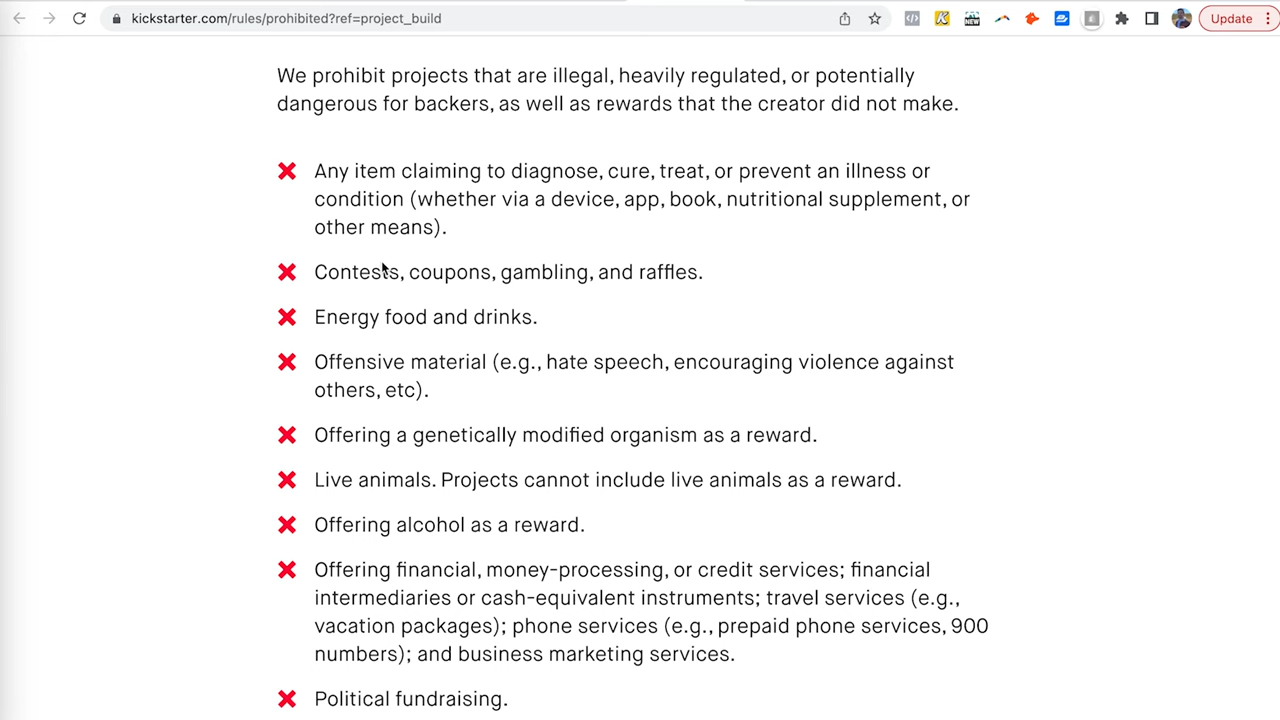 kickstarter.com/rules/prohibited?ref=project_build
NEW
Update
We prohibit projects that are illegal, heavily regulated, or potentially
dangerous for backers, as well as rewards that the creator did not make.
Any item claiming to diagnose, cure, treat, or prevent an illness or
condition (whether via a device, app, book, nutritional supplement, or
other means).
Contests, coupons, gambling, and raffles.
Energy food and drinks.
Offensive material (e.g., hate speech, encouraging violence against
others, etc).
Offering a genetically modified organism as a reward.
Live animals. Projects cannot include live animals as a reward.
Offering alcohol as a reward.
Offering financial, money-processing, or credit services; financial
intermediaries or cash-equivalent instruments; travel services (e.g.,
vacation packages); phone services (e.g., prepaid phone services, 900
numbers); and business marketing services.
Political fundraising.